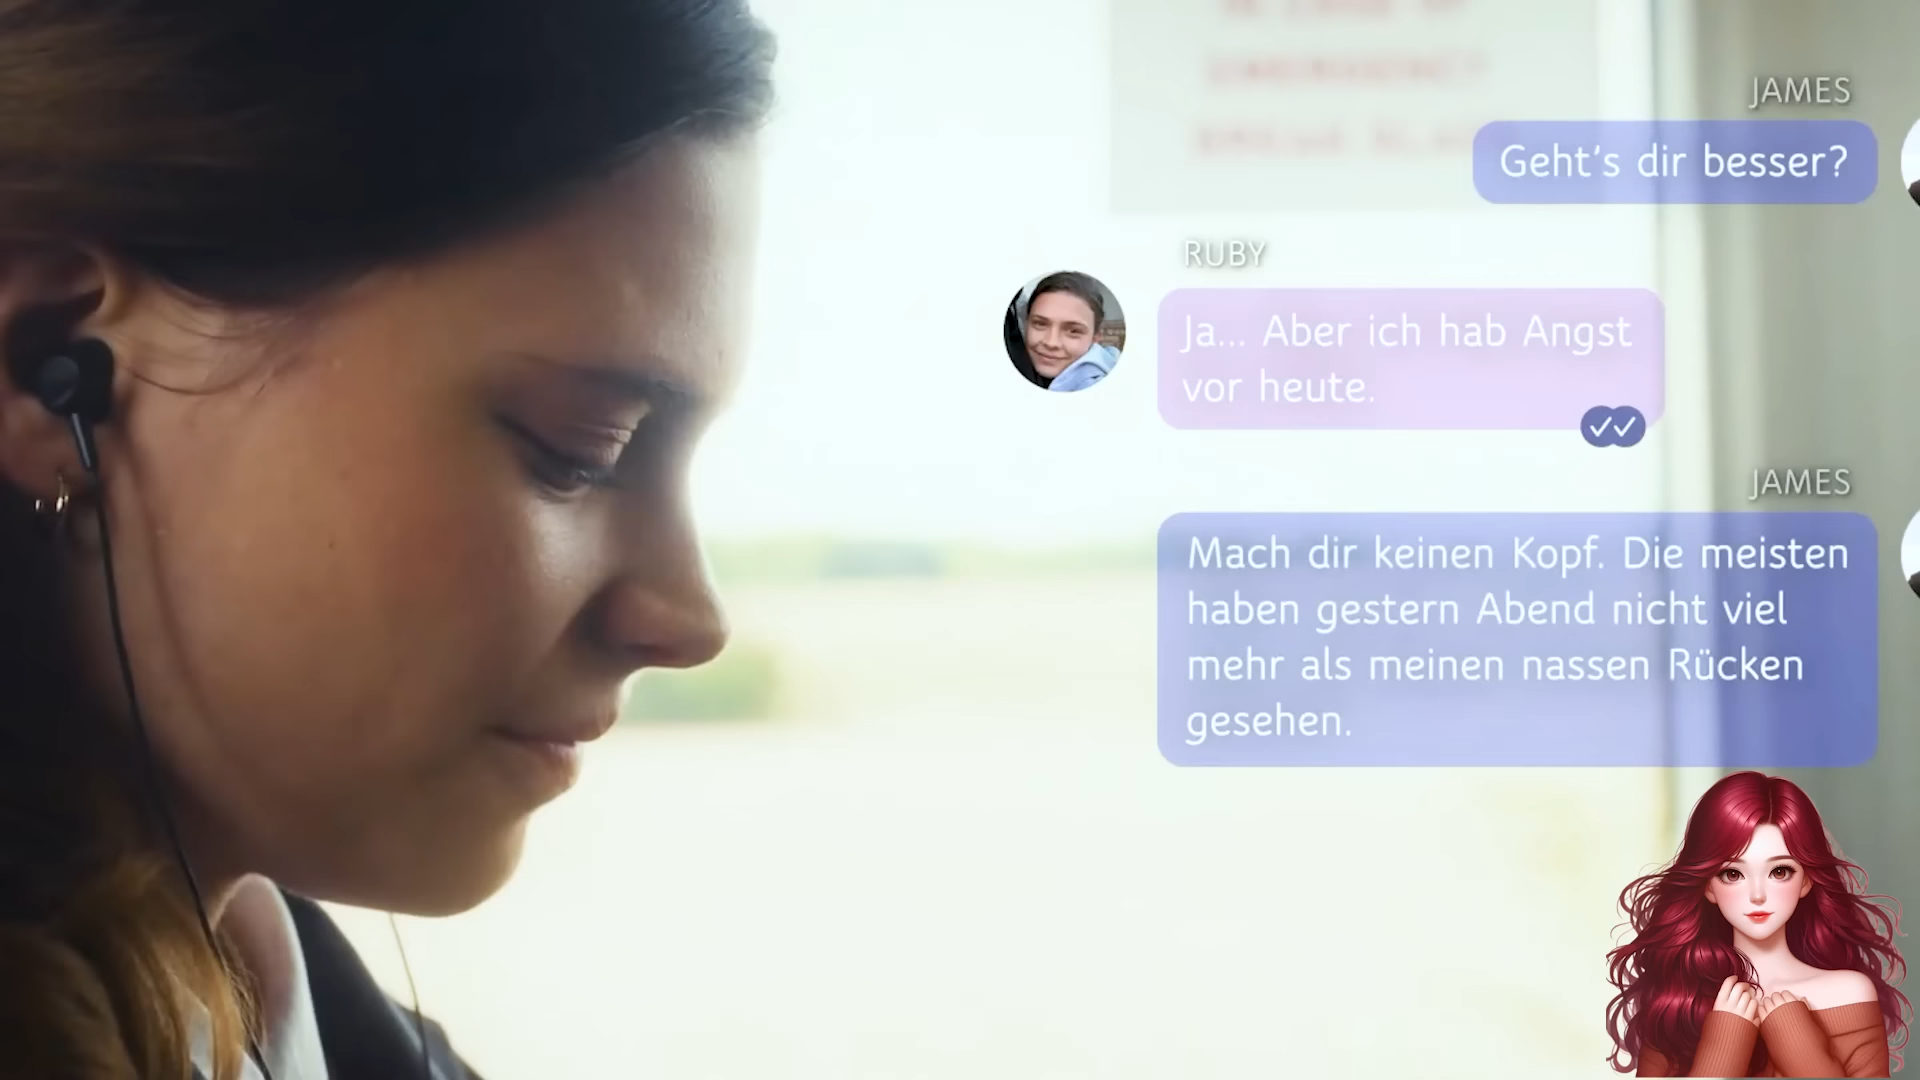 JAMES
Geht's dir besser?
RUBY
Ja... Aber ich hab Angst
vor heute.
JAMES
Mach dir keinen Kopf. Die meisten
haben gestern Abend nicht viel
mehr als meinen nassen Rücken
gesehen.